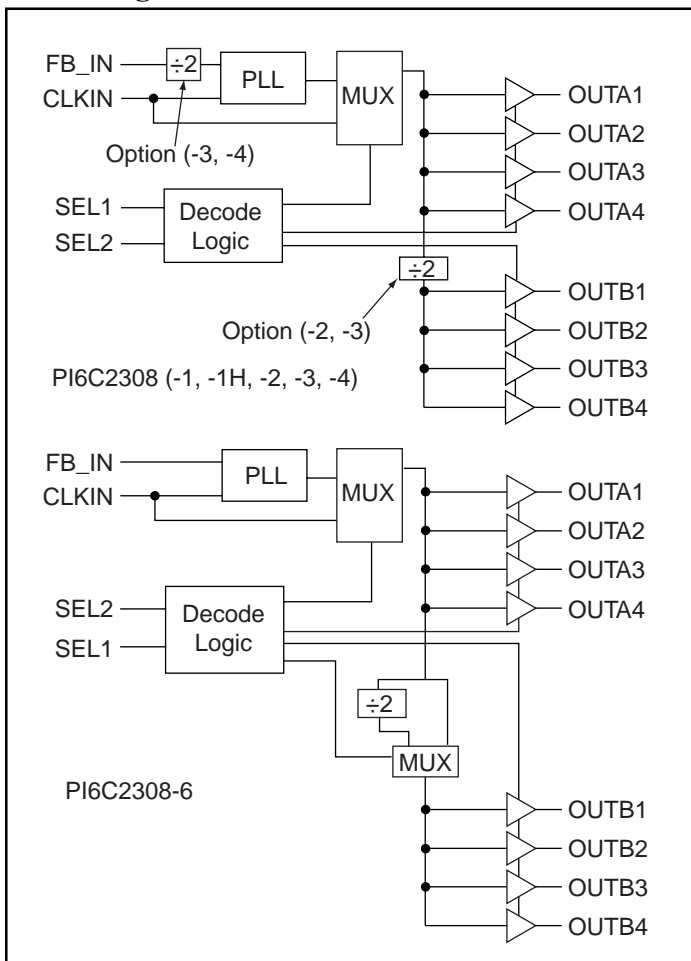 FB_IN
÷2
PLL
MUX
CLKIN
Option (-3, -4)
OUTA1
OUTA2
OUTA3
OUTA4
SEL1
SEL2
Decode
Logic
÷2
Option (-2, -3)
OUTB1
OUTB2
OUTB3
OUTB4
PI6C2308 (-1, -1H, -2, -3, -4)
FB_IN
CLKIN
PLL
MUX
OUTA1
OUTA2
OUTA3
OUTA4
SEL2
SEL1
Decode
Logic
÷2
MUX
PI6C2308-6
OUTB1
OUTB2
OUTB3
OUTB4